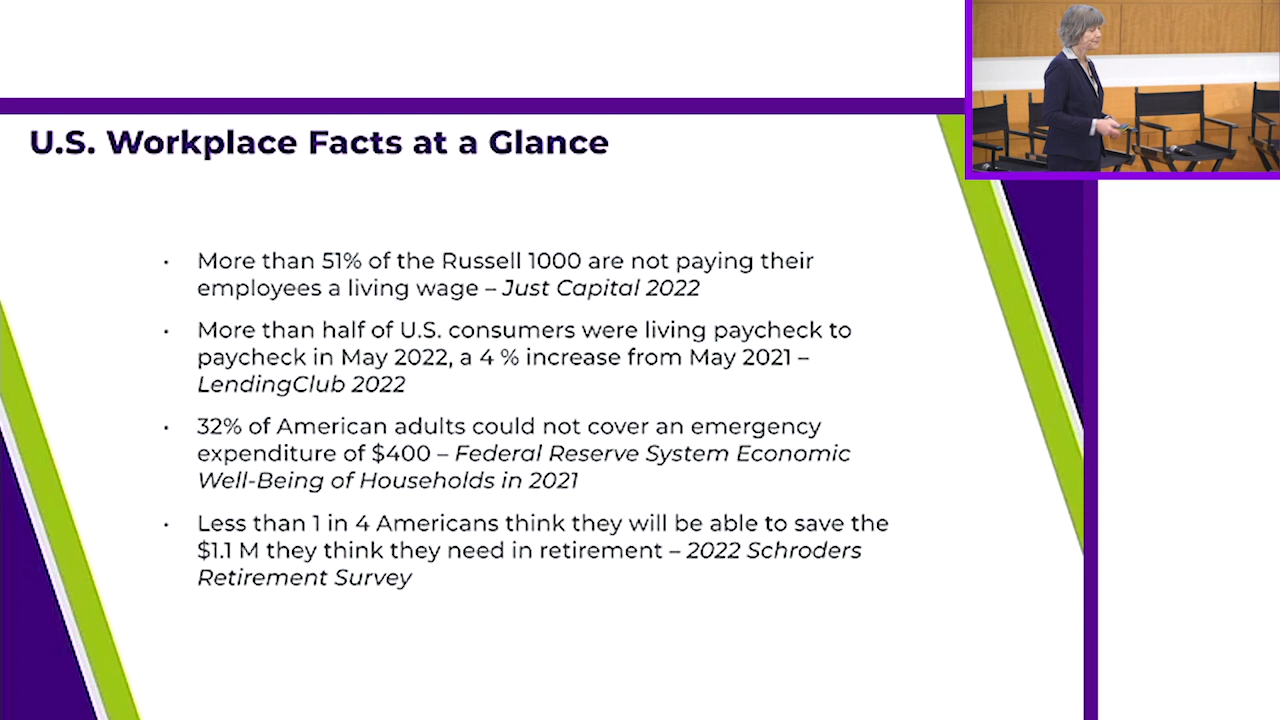 U.S. Workplace Facts at a Glance
• More than 51% of the Russell 1000 are not paying their
employees a living wage – Just Capital 2022
• More than half of U.S. consumers were living paycheck to
paycheck in May 2022, a 4 % increase from May 2021 –
LendingClub 2022
• 32% of American adults could not cover an emergency
expenditure of $400 – Federal Reserve System Economic
Well-Being of Households in 2021
• Less than 1 in 4 Americans think they will be able to save the
$1.1 M they think they need in retirement – 2022 Schroders
Retirement Survey